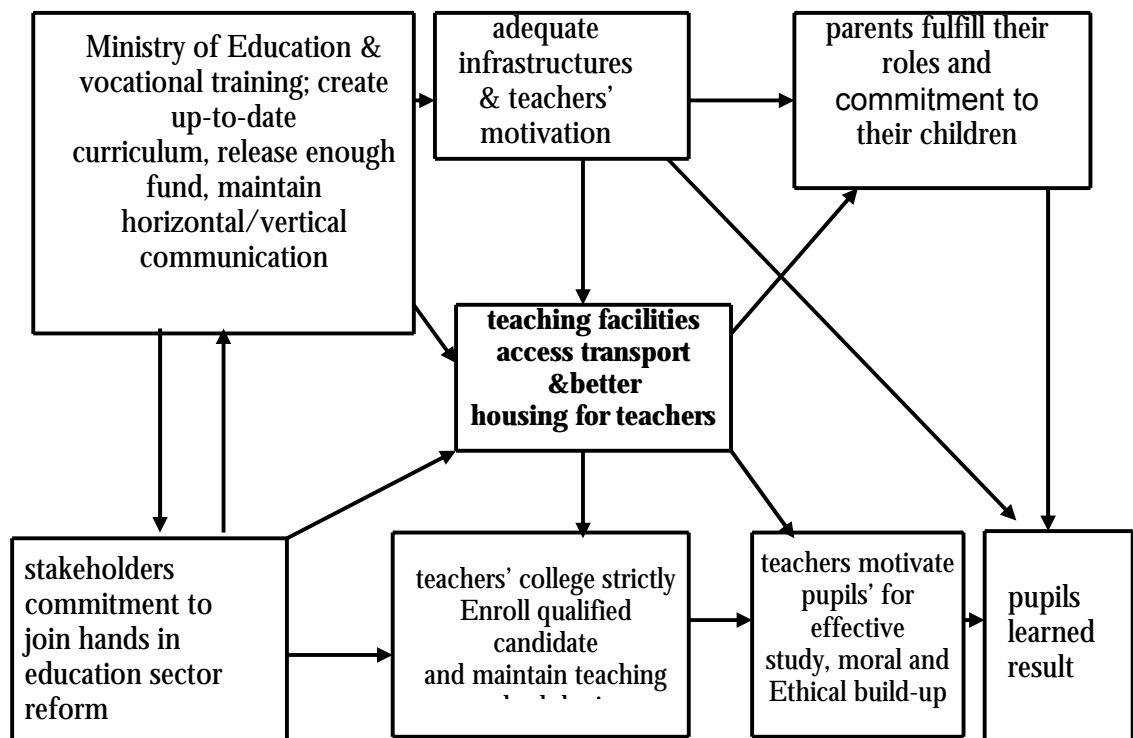 Ministry of Education &
vocational training; create
up-to-date
curriculum, release enough
fund, maintain
horizontal/vertical
communication
adequate
infrastructures
& teachers’
motivation
parents fulfill their
roles and
commitment to
their children
teaching facilities
access transport
&better
housing for teachers
stakeholders
commitment to
join hands in
education sector
reform
teachers’ college strictly
Enroll qualified
candidate
and maintain teaching
teachers motivate
pupils’ for
effective
study, moral and
Ethical build-up
pupils
learned
result